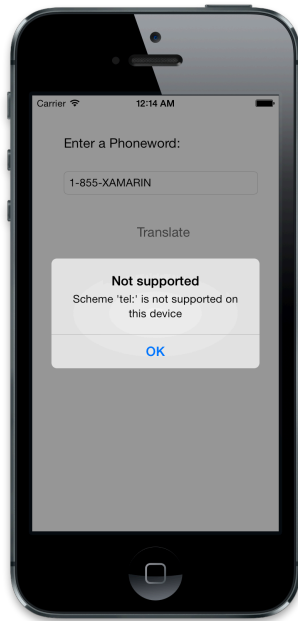 Carrier 12:14 AM
Enter a Phoneword:
1-855-XAMARIN
Translate
Not supported
Scheme 'tel:' is not supported on
this device
OK